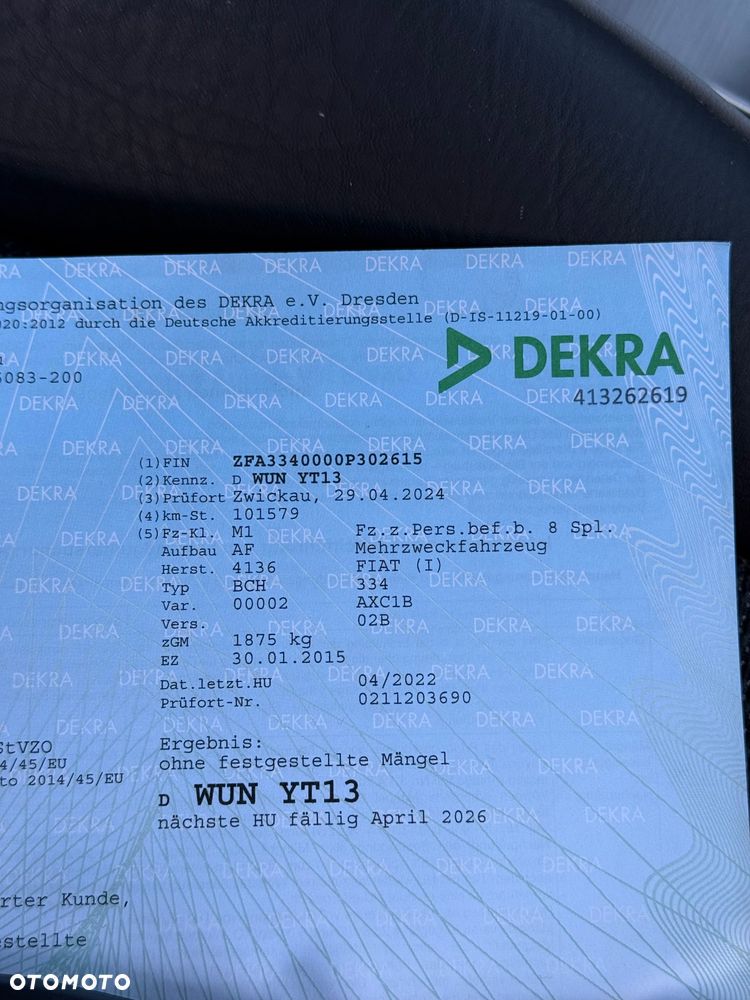 ngsorganisation des DEKRA e.V. Dresden
020:2012 durch die Deutsche Akkreditierungsstelle (D-IS-11219-01-00)
5083-200
DEKRA
413262619
(1) FIN ZFA3340000P302615
(2) Kennz. D WUN YT13
(3) Prüfort Zwickau, 29.04.2024
(4) km-St. 101579
(5) Fz-Kl. M1 Fz.z.Pers.bef.b. 8 Spl.
Aufbau AF Mehrzweckfahrzeug
Herst. 4136 FIAT (I)
Typ BCH 334
Var. 00002 AXC1B
Vers. 02B
zGM 1875 kg
EZ 30.01.2015
Dat.letzt.HU 04/2022
Prüfort-Nr. 0211203690
StVZO
4/45/EU
to 2014/45/EU
Ergebnis:
ohne festgestellte Mängel
D WUN YT13
nächste HU fällig April 2026
rter Kunde,
estellte
OTOMOTO